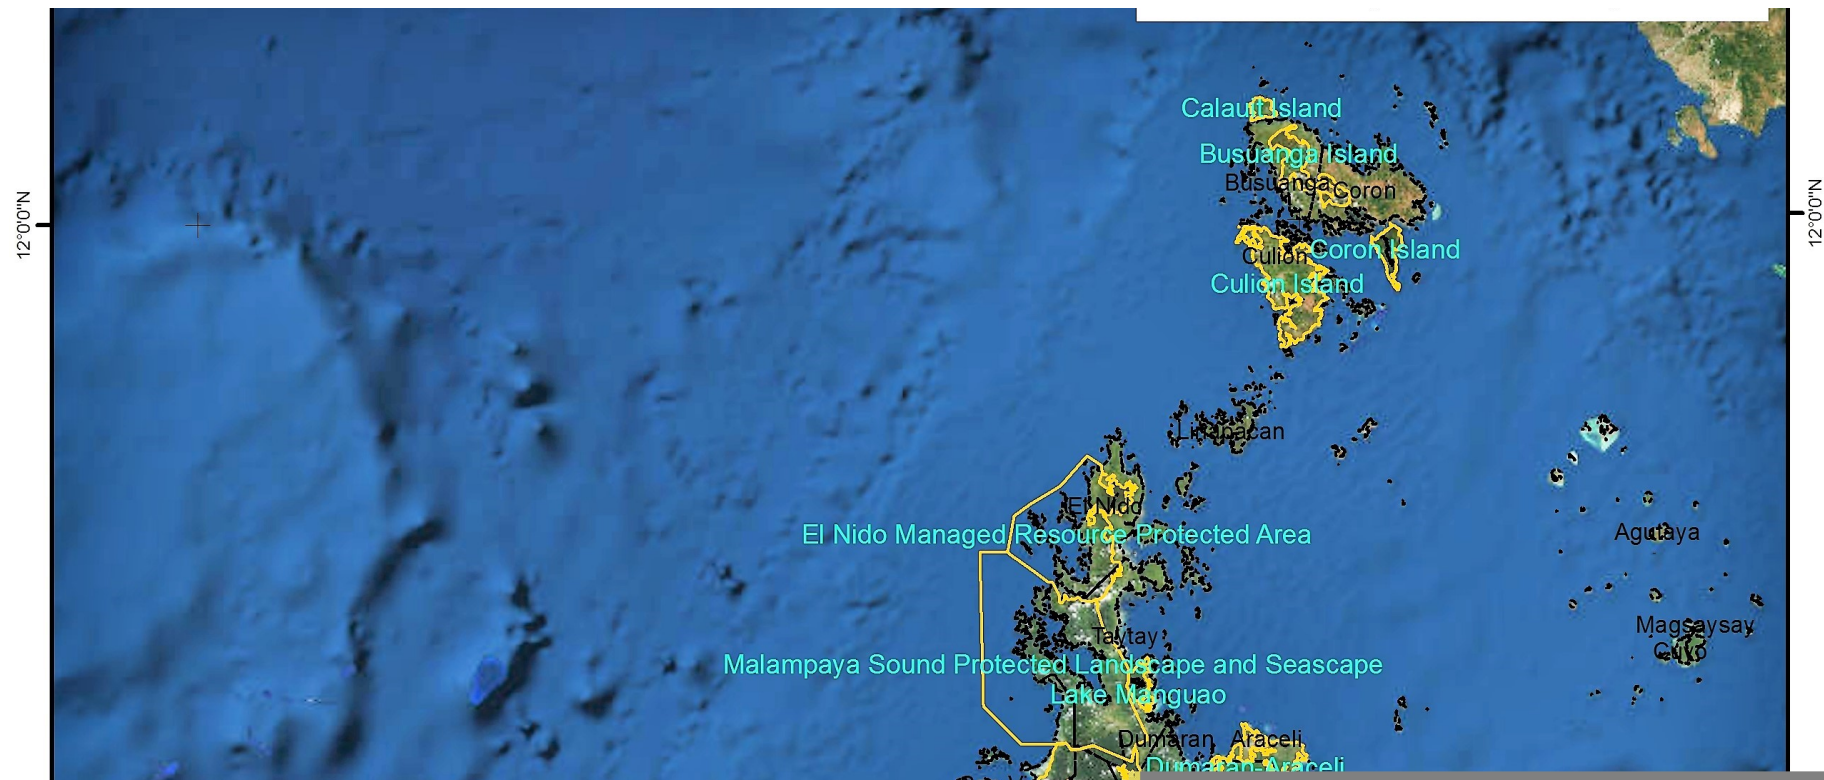 Calauit Island
Busuanga Island
Busuanga
Coron
12°0'0"N
12°0'0"N
Coron Island
Culion
Culion Island
Linapacan
El Nido
El Nido Managed Resource Protected Area
Agutaya
Taytay
Magsaysay
Cuyo
Malampaya Sound Protected Landscape and Seascape
Lake Manguao
Dumaran
Araceli
Dumaran-Araceli